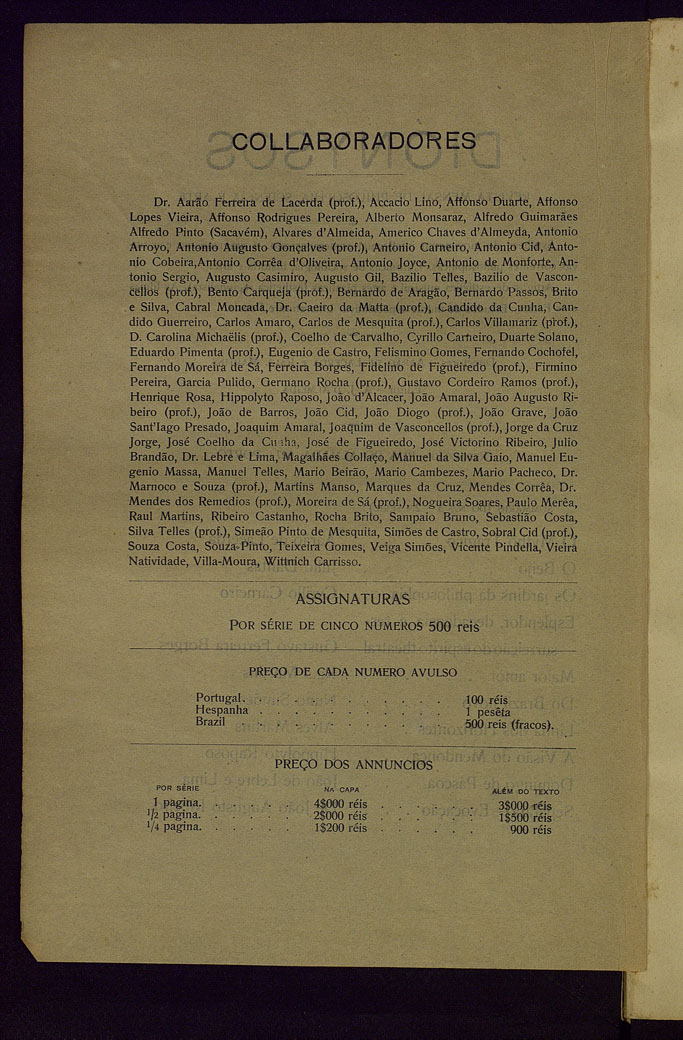 COLLABORADORES
Dr. Aarão Ferreira de Lacerda (prof.), Accacio Lino, Affonso Duarte, Affonso
Lopes Vieira, Affonso Rodrigues Pereira, Alberto Monsaraz, Alfredo Guimarães
Alfredo Pinto (Sacavém), Alvares d'Almeida, Americo Chaves d'Almeyda, Antonio
Arroyo, Antonio Augusto Gonçalves (prof.), Antonio Carneiro, Antonio Cid, Anto-
nio Cobeira,Antonio Corrêa d'Oliveira, Antonio Joyce, Antonio de Monforte, An-
tonio Sergio, Augusto Casimiro, Augusto Gil, Bazilio Telles, Bazilio de Vascon-
cellos (prof.), Bento Carqueja (prof.), Bernardo de Aragão, Bernardo Passos, Brito
e Silva, Cabral Moncada, Dr. Caeiro da Matta (prof.), Candido da Cunha, Can-
dido Guerreiro, Carlos Amaro, Carlos de Mesquita (prof.), Carlos Villamariz (prof.),
D. Carolina Michaëlis (prof.), Coelho de Carvalho, Cyrillo Carneiro, Duarte Solano,
Eduardo Pimenta (prof.), Eugenio de Castro, Felismino Gomes, Fernando Cochofel,
Fernando Moreira de Sá, Ferreira Borges, Fidelino de Figueiredo (prof.), Firmino
Pereira, Garcia Pulido, Germano Rocha (prof.), Gustavo Cordeiro Ramos (prof.),
Henrique Rosa, Hippolyto Raposo, João d'Alcacer, João Amaral, João Augusto Ri-
beiro (prof.), João de Barros, João Cid, João Diogo (prof.), João Grave, João
Sant'Iago Presado, Joaquim Amaral, Joaquim de Vasconcellos (prof.), Jorge da Cruz
Jorge, José Coelho da Cunha, José de Figueiredo, José Victorino Ribeiro, Julio
Brandão, Dr. Lebre e Lima, Magalhães Collaço, Manuel da Silva Gaio, Manuel Eu-
genio Massa, Manuel Telles, Mario Beirão, Mario Cambezes, Mario Pacheco, Dr.
Marnoco e Souza (prof.), Martins Manso, Marques da Cruz, Mendes Corrêa, Dr.
Mendes dos Remedios (prof.), Moreira de Sá (prof.), Nogueira Soares, Paulo Merêa,
Raul Martins, Ribeiro Castanho, Rocha Brito, Sampaio Bruno, Sebastião Costa,
Silva Telles (prof.), Simeão Pinto de Mesquita, Simões de Castro, Sobral Cid (prof.),
Souza Costa, Souza-Pinto, Teixeira Gomes, Veiga Simões, Vicente Pindella, Vieira
Natividade, Villa-Moura, Wittnich Carrisso.
ASSIGNATURAS
POR SÉRIE DE CINCO NUMEROS 500 reis
PREÇO DE CADA NUMERO AVULSO
Portugal. . . . . . . . . . 100 réis
Hespanha . . . . . . . . . 1 pesêta
Brazil . . . . . . . . . . 500 reis (fracos).
PREÇO DOS ANNUNCIOS
POR SÉRIE NA CAPA ALÉM DO TEXTO
1 pagina. . . . . 4$000 réis . . . . . 3$000 réis
1/2 pagina. . . . . 2$000 réis . . . . . 1$500 réis
1/4 pagina. . . . . 1$200 réis . . . . . 900 réis